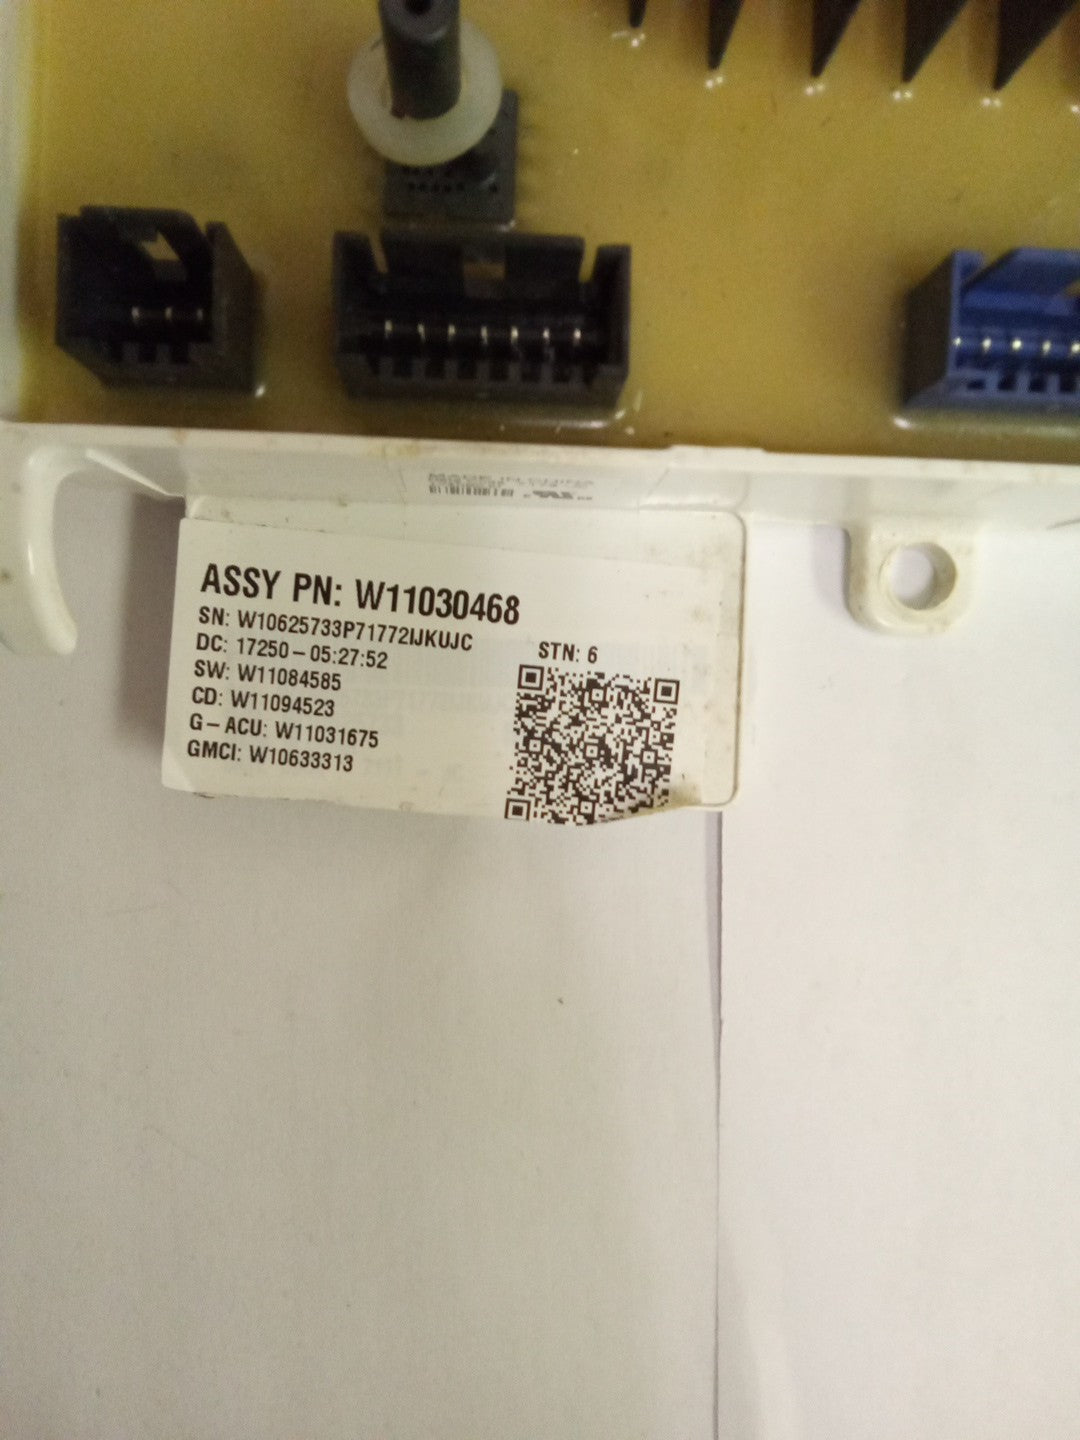 ASSY PN: W11030468
SN: W10625733P71772IJKUJC
DC: 17250-05:27:52
STN: 6
SW: W11084585
CD: W11094523
G-ACU: W11031675
GMCI: W10633313